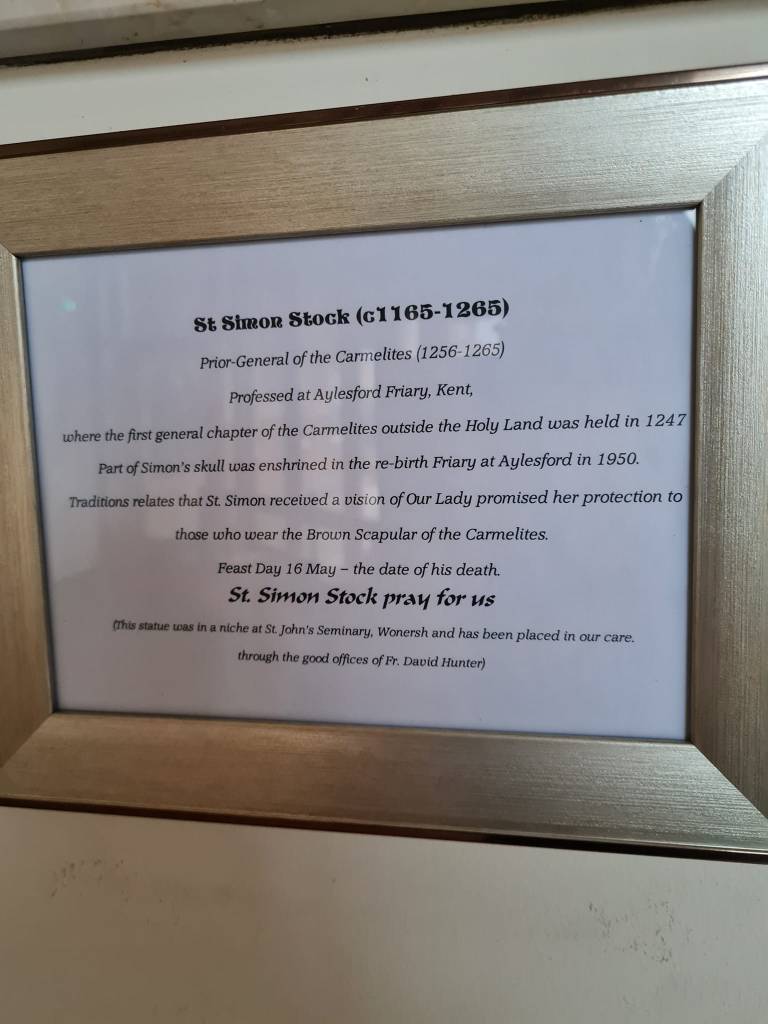 St Simon Stock (c1165-1265)
Prior-General of the Carmelites (1256-1265)
Professed at Aylesford Friary, Kent,
where the first general chapter of the Carmelites outside the Holy Land was held in 1247
Part of Simon's skull was enshrined in the re-birth Friary at Aylesford in 1950.
Traditions relates that St. Simon received a vision of Our Lady promised her protection to
those who wear the Brown Scapular of the Carmelites.
Feast Day 16 May – the date of his death.
St. Simon Stock pray for us
(This statue was in a niche at St. John's Seminary, Wonersh and has been placed in our care.
through the good offices of Fr. David Hunter)